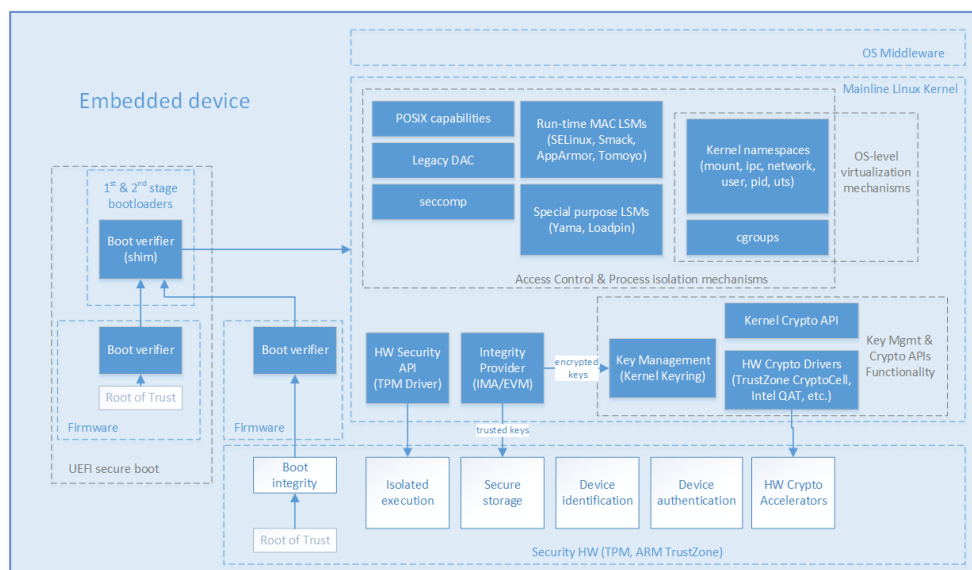 OS Middleware
Embedded device
Mainline Linux Kernel
POSIX capabilities
Legacy DAC
seccomp
Run-time MAC LSMs
(SELinux, Smack,
AppArmor, Tomoyo)
Special purpose LSMs
(Yama, Loadpin)
Kernel namespaces
(mount, ipc, network,
user, pid, uts)
cgroups
OS-level
virtualization
mechanisms
Access Control & Process isolation mechanisms
1st & 2nd stage
bootloaders
Boot verifier
(shim)
Boot verifier
Root of Trust
Firmware
UEFI secure boot
Boot verifier
Firmware
HW Security
API
(TPM Driver)
Integrity
Provider
(IMA/EVM)
encrypted
keys
Key Management
(Kernel Keyring)
Kernel Crypto API
HW Crypto Drivers
(TrustZone CryptoCell,
Intel QAT, etc.)
Key Mgmt &
Crypto APIs
Functionality
trusted keys
Boot
integrity
Root of Trust
Isolated
execution
Secure
storage
Device
identification
Device
authentication
HW Crypto
Accelerators
Security HW (TPM, ARM TrustZone)